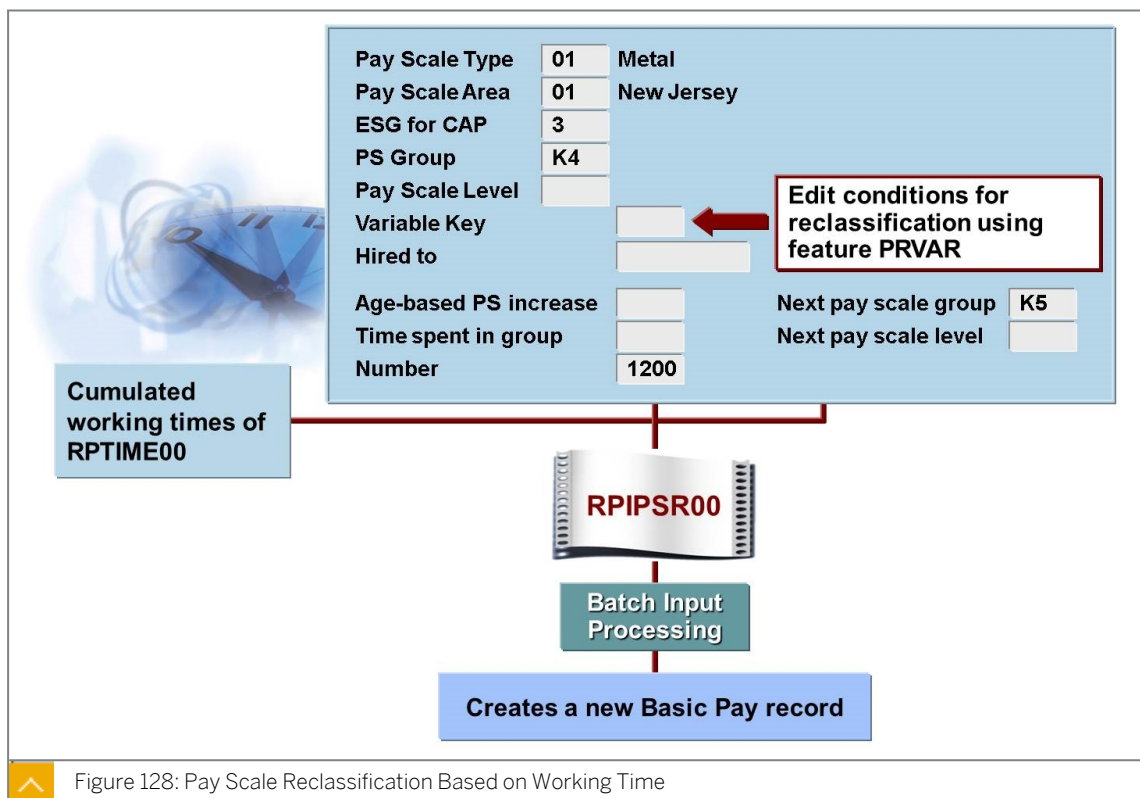 Pay Scale Type 01 Metal
Pay Scale Area 01 New Jersey
ESG for CAP 3
PS Group K4
Pay Scale Level
Variable Key
Hired to
Edit conditions for
reclassification using
feature PRVAR
Age-based PS increase
Time spent in group
Number 1200
Next pay scale group K5
Next pay scale level
Cumulated
working times of
RPTIME00
RPIPSR00
Batch Input
Processing
Creates a new Basic Pay record
Figure 128: Pay Scale Reclassification Based on Working Time